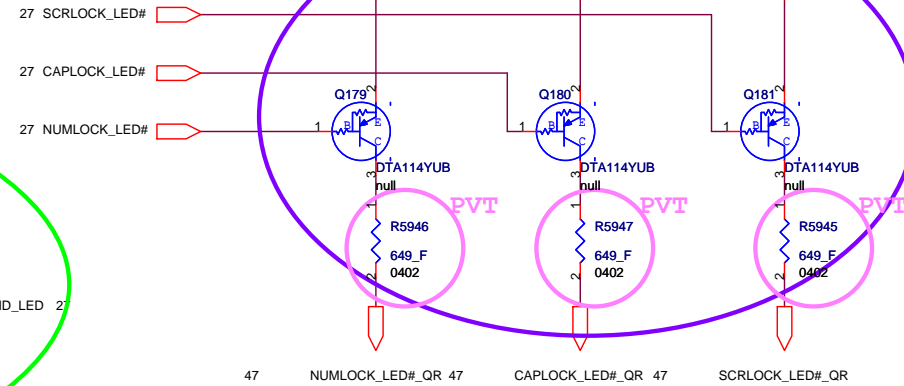 27 SCRLOCK_LED#
27 CAPLOCK_LED#
27 NUMLOCK_LED#
Q179 Q180 Q181
2 2 2
1 1 1
B E B E B E
C C C
DTA114YUB DTA114YUB DTA114YUB
3 3 3
null null null
PVT PVT PVT
1 1 1
R5946 R5947 R5945
649_F 649_F 649_F
2 0402 2 0402 2 0402
ID_LED 27
47 NUMLOCK_LED#_QR 47 CAPLOCK_LED#_QR 47 SCRLOCK_LED#_QR